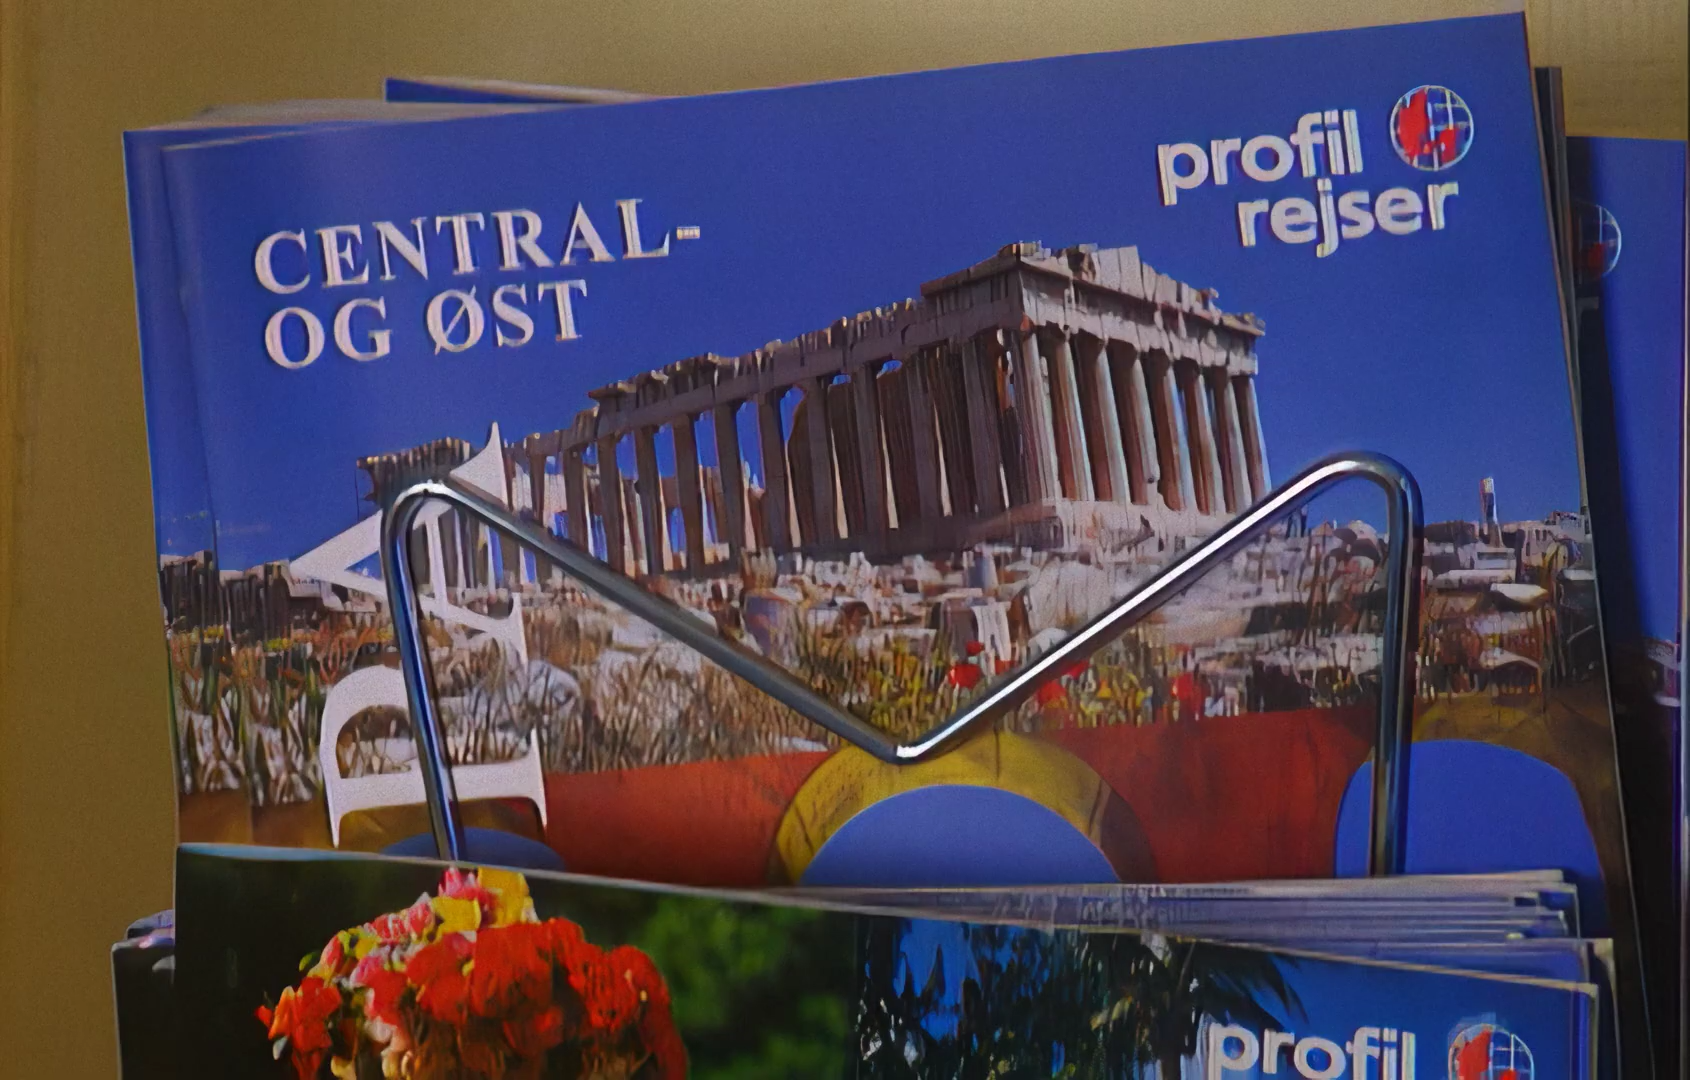 CENTRAL-
OG ØST
profil
rejser
profil